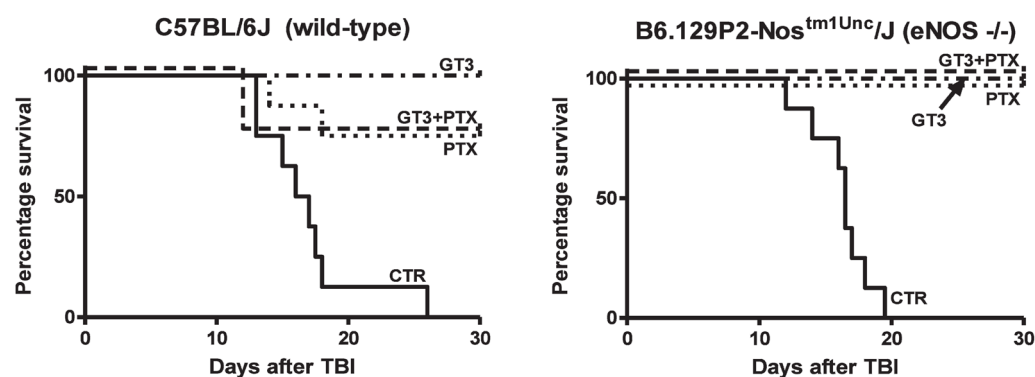 C57BL/6J (wild-type)
Percentage survival
100
50
0
GT3
GT3+PTX
PTX
CTR
0 10 20 30
Days after TBI
B6.129P2-Nos^tm1Unc/J (eNOS -/-)
Percentage survival
100
50
0
GT3+PTX
PTX
GT3
CTR
0 10 20 30
Days after TBI